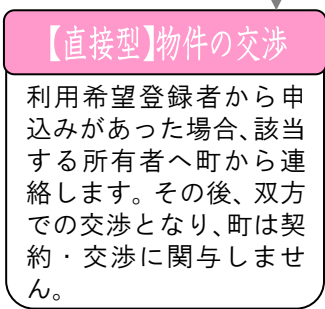 【直接型】物件の交渉
利用希望登録者から申
込みがあった場合、該当
する所有者へ町から連
絡します。その後、双方
での交渉となり、町は契
約・交渉に関与しませ
ん。